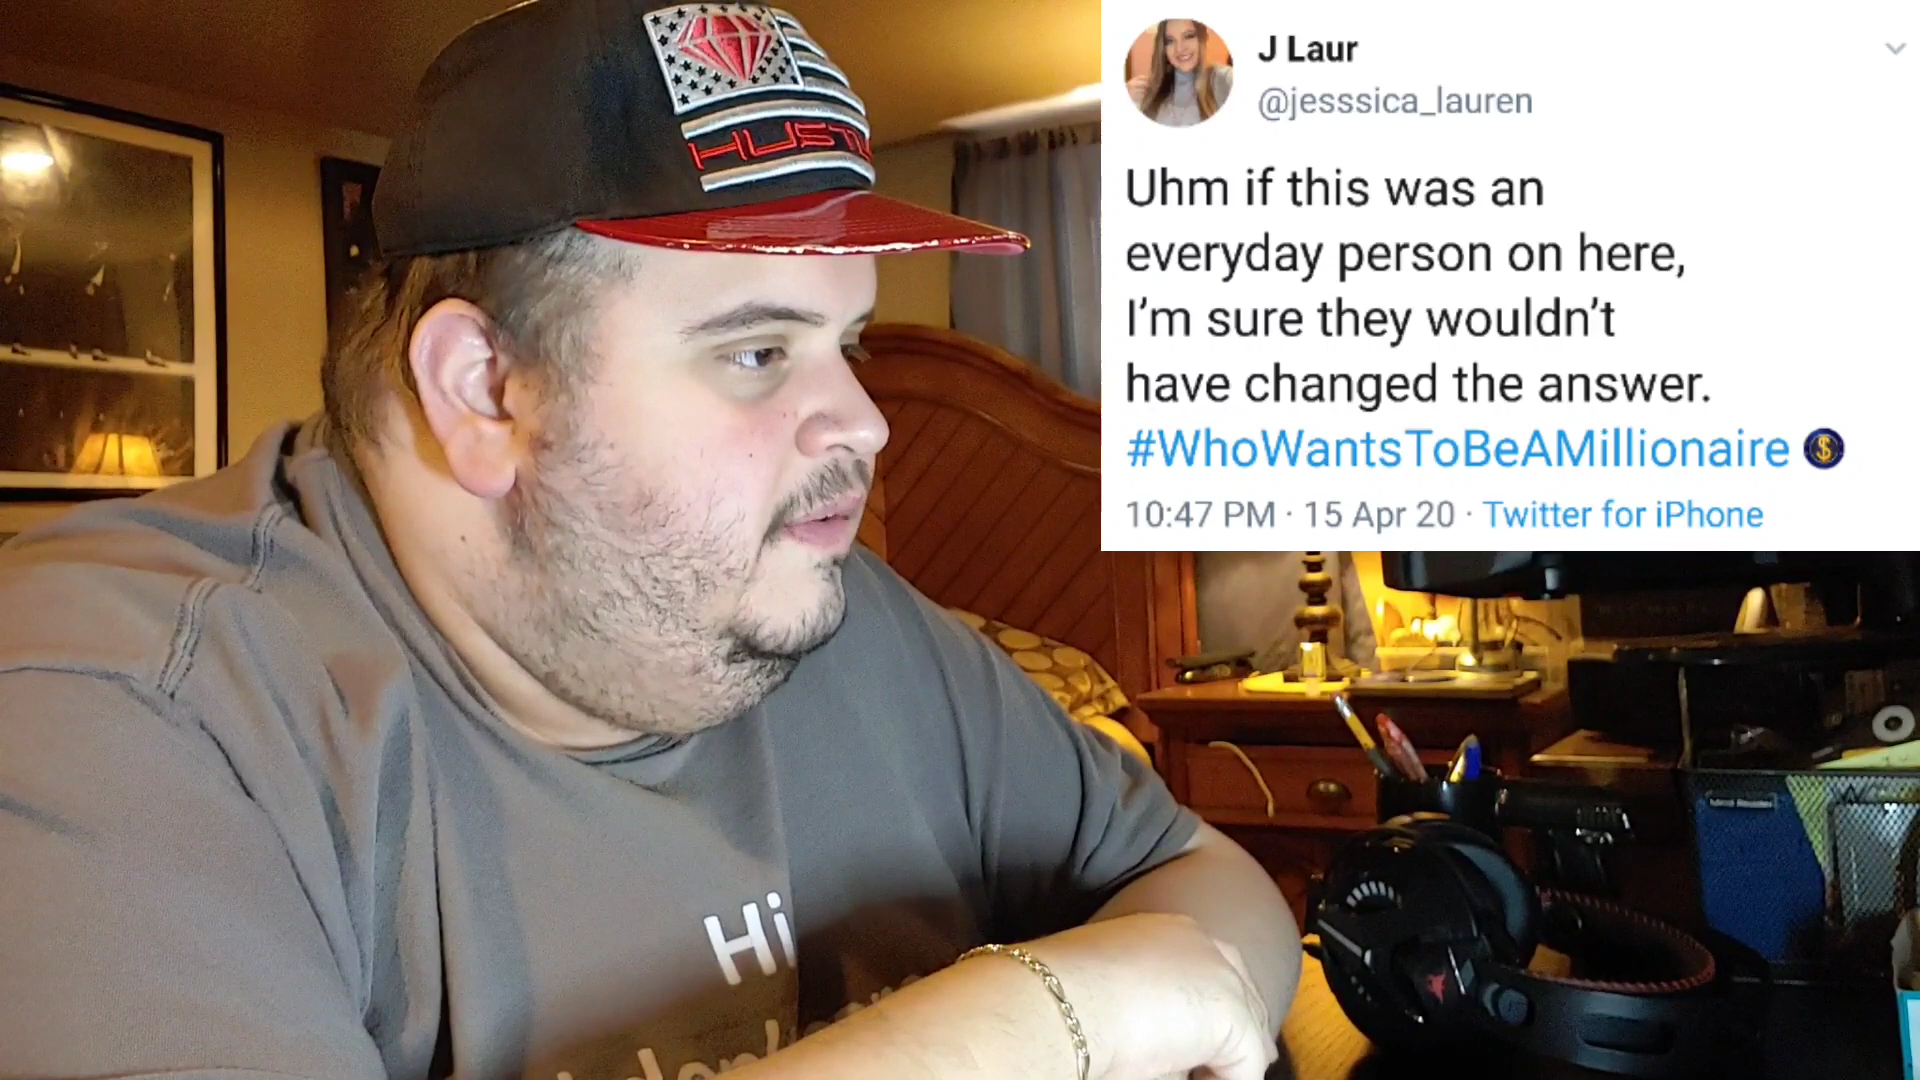 J Laur
@jesssica_lauren
Uhm if this was an
everyday person on here,
I'm sure they wouldn't
have changed the answer.
#WhoWantsToBeAMillionaire
10:47 PM · 15 Apr 20 · Twitter for iPhone
Hi